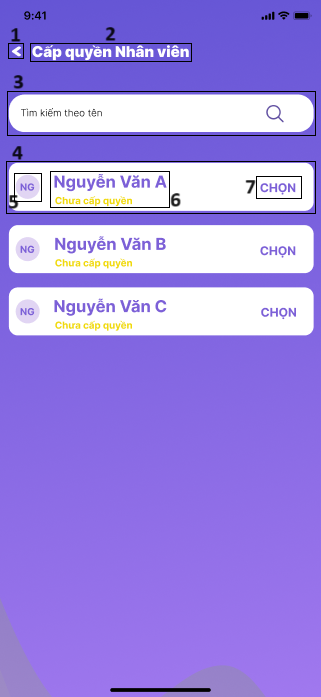 9:41
1
2
< Cấp quyền Nhân viên
3
Tìm kiếm theo tên
4
NG
Nguyễn Văn A
7
CHỌN
5
Chưa cấp quyền
6
NG
Nguyễn Văn B
CHỌN
Chưa cấp quyền
NG
Nguyễn Văn C
CHỌN
Chưa cấp quyền